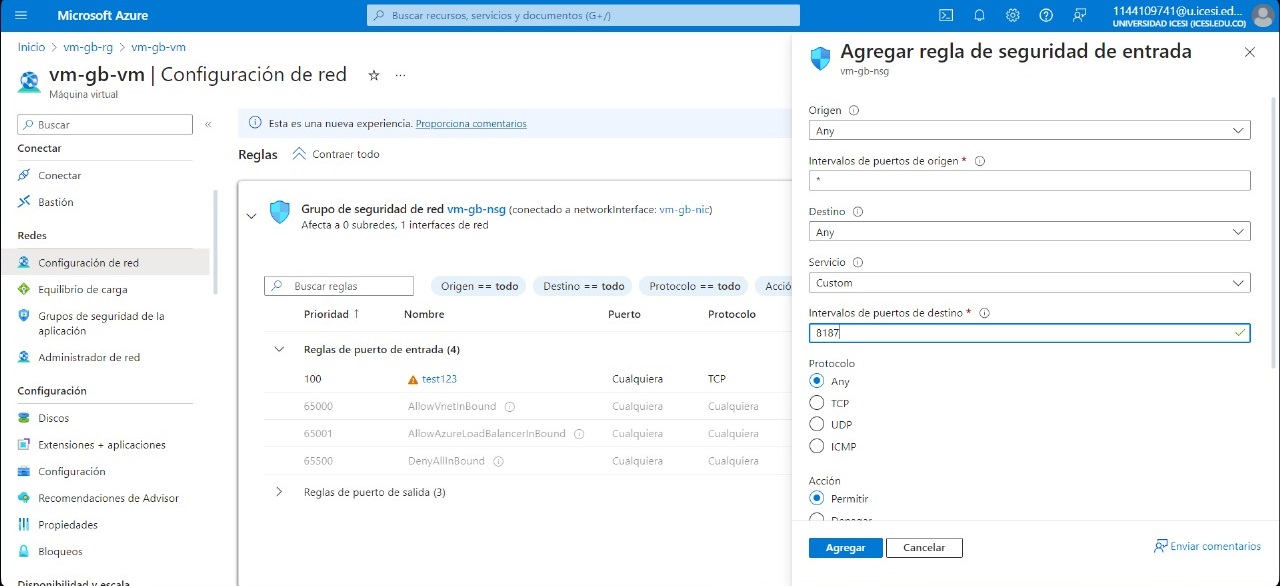 Microsoft Azure
Buscar recursos, servicios y documentos (G+/)
1144109741@u.icesi.ed...
UNIVERSIDAD ICESI (ICESI.EDU.CO)
Inicio > vm-gb-rg > vm-gb-vm
vm-gb-vm | Configuración de red
Máquina virtual
Buscar
Conectar
Conectar
Bastión
Redes
Configuración de red
Equilibrio de carga
Grupos de seguridad de la
aplicación
Administrador de red
Configuración
Discos
Extensiones + aplicaciones
Configuración
Recomendaciones de Advisor
Propiedades
Bloqueos
Disponibilidad y escala
Esta es una nueva experiencia. Proporciona comentarios
Reglas
Contraer todo
Grupo de seguridad de red vm-gb-nsg (conectado a networkInterface: vm-gb-nic)
Afecta a 0 subredes, 1 interfaces de red
Buscar reglas
Origen == todo
Destino == todo
Protocolo == todo
Acció
Prioridad ↑ Nombre Puerto Protocolo
Reglas de puerto de entrada (4)
100 test123 Cualquiera TCP
65000 AllowVnetInBound Cualquiera Cualquiera
65001 AllowAzureLoadBalancerInBound Cualquiera Cualquiera
65500 DenyAllInBound Cualquiera Cualquiera
Reglas de puerto de salida (3)
Agregar regla de seguridad de entrada
vm-gb-nsg
Origen
Any
Intervalos de puertos de origen *
*
Destino
Any
Servicio
Custom
Intervalos de puertos de destino *
8187
Protocolo
Any
TCP
UDP
ICMP
Acción
Permitir
Denegar
Agregar
Cancelar
Enviar comentarios